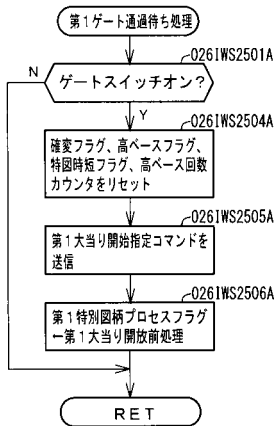 第1ゲート通過待ち処理
026IWS2501A
N
ゲートスイッチオン?
Y
026IWS2504A
確変フラグ、高ベースフラグ、
特図時短フラグ、高ベース回数
カウンタをリセット
026IWS2505A
第1大当り開始指定コマンドを
送信
026IWS2506A
第1特別図柄プロセスフラグ
←第1大当り開放前処理
RET